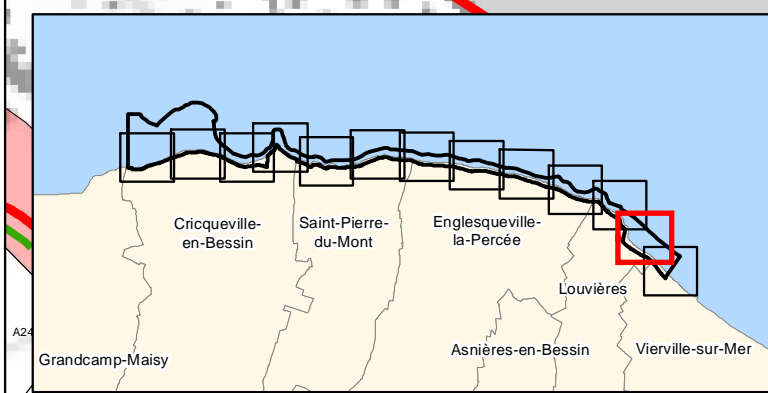 Cricqueville-
en-Bessin
Saint-Pierre-
du-Mont
Englesqueville-
la-Percée
Louvières
A24
Grandcamp-Maisy
Asnières-en-Bessin
Vierville-sur-Mer